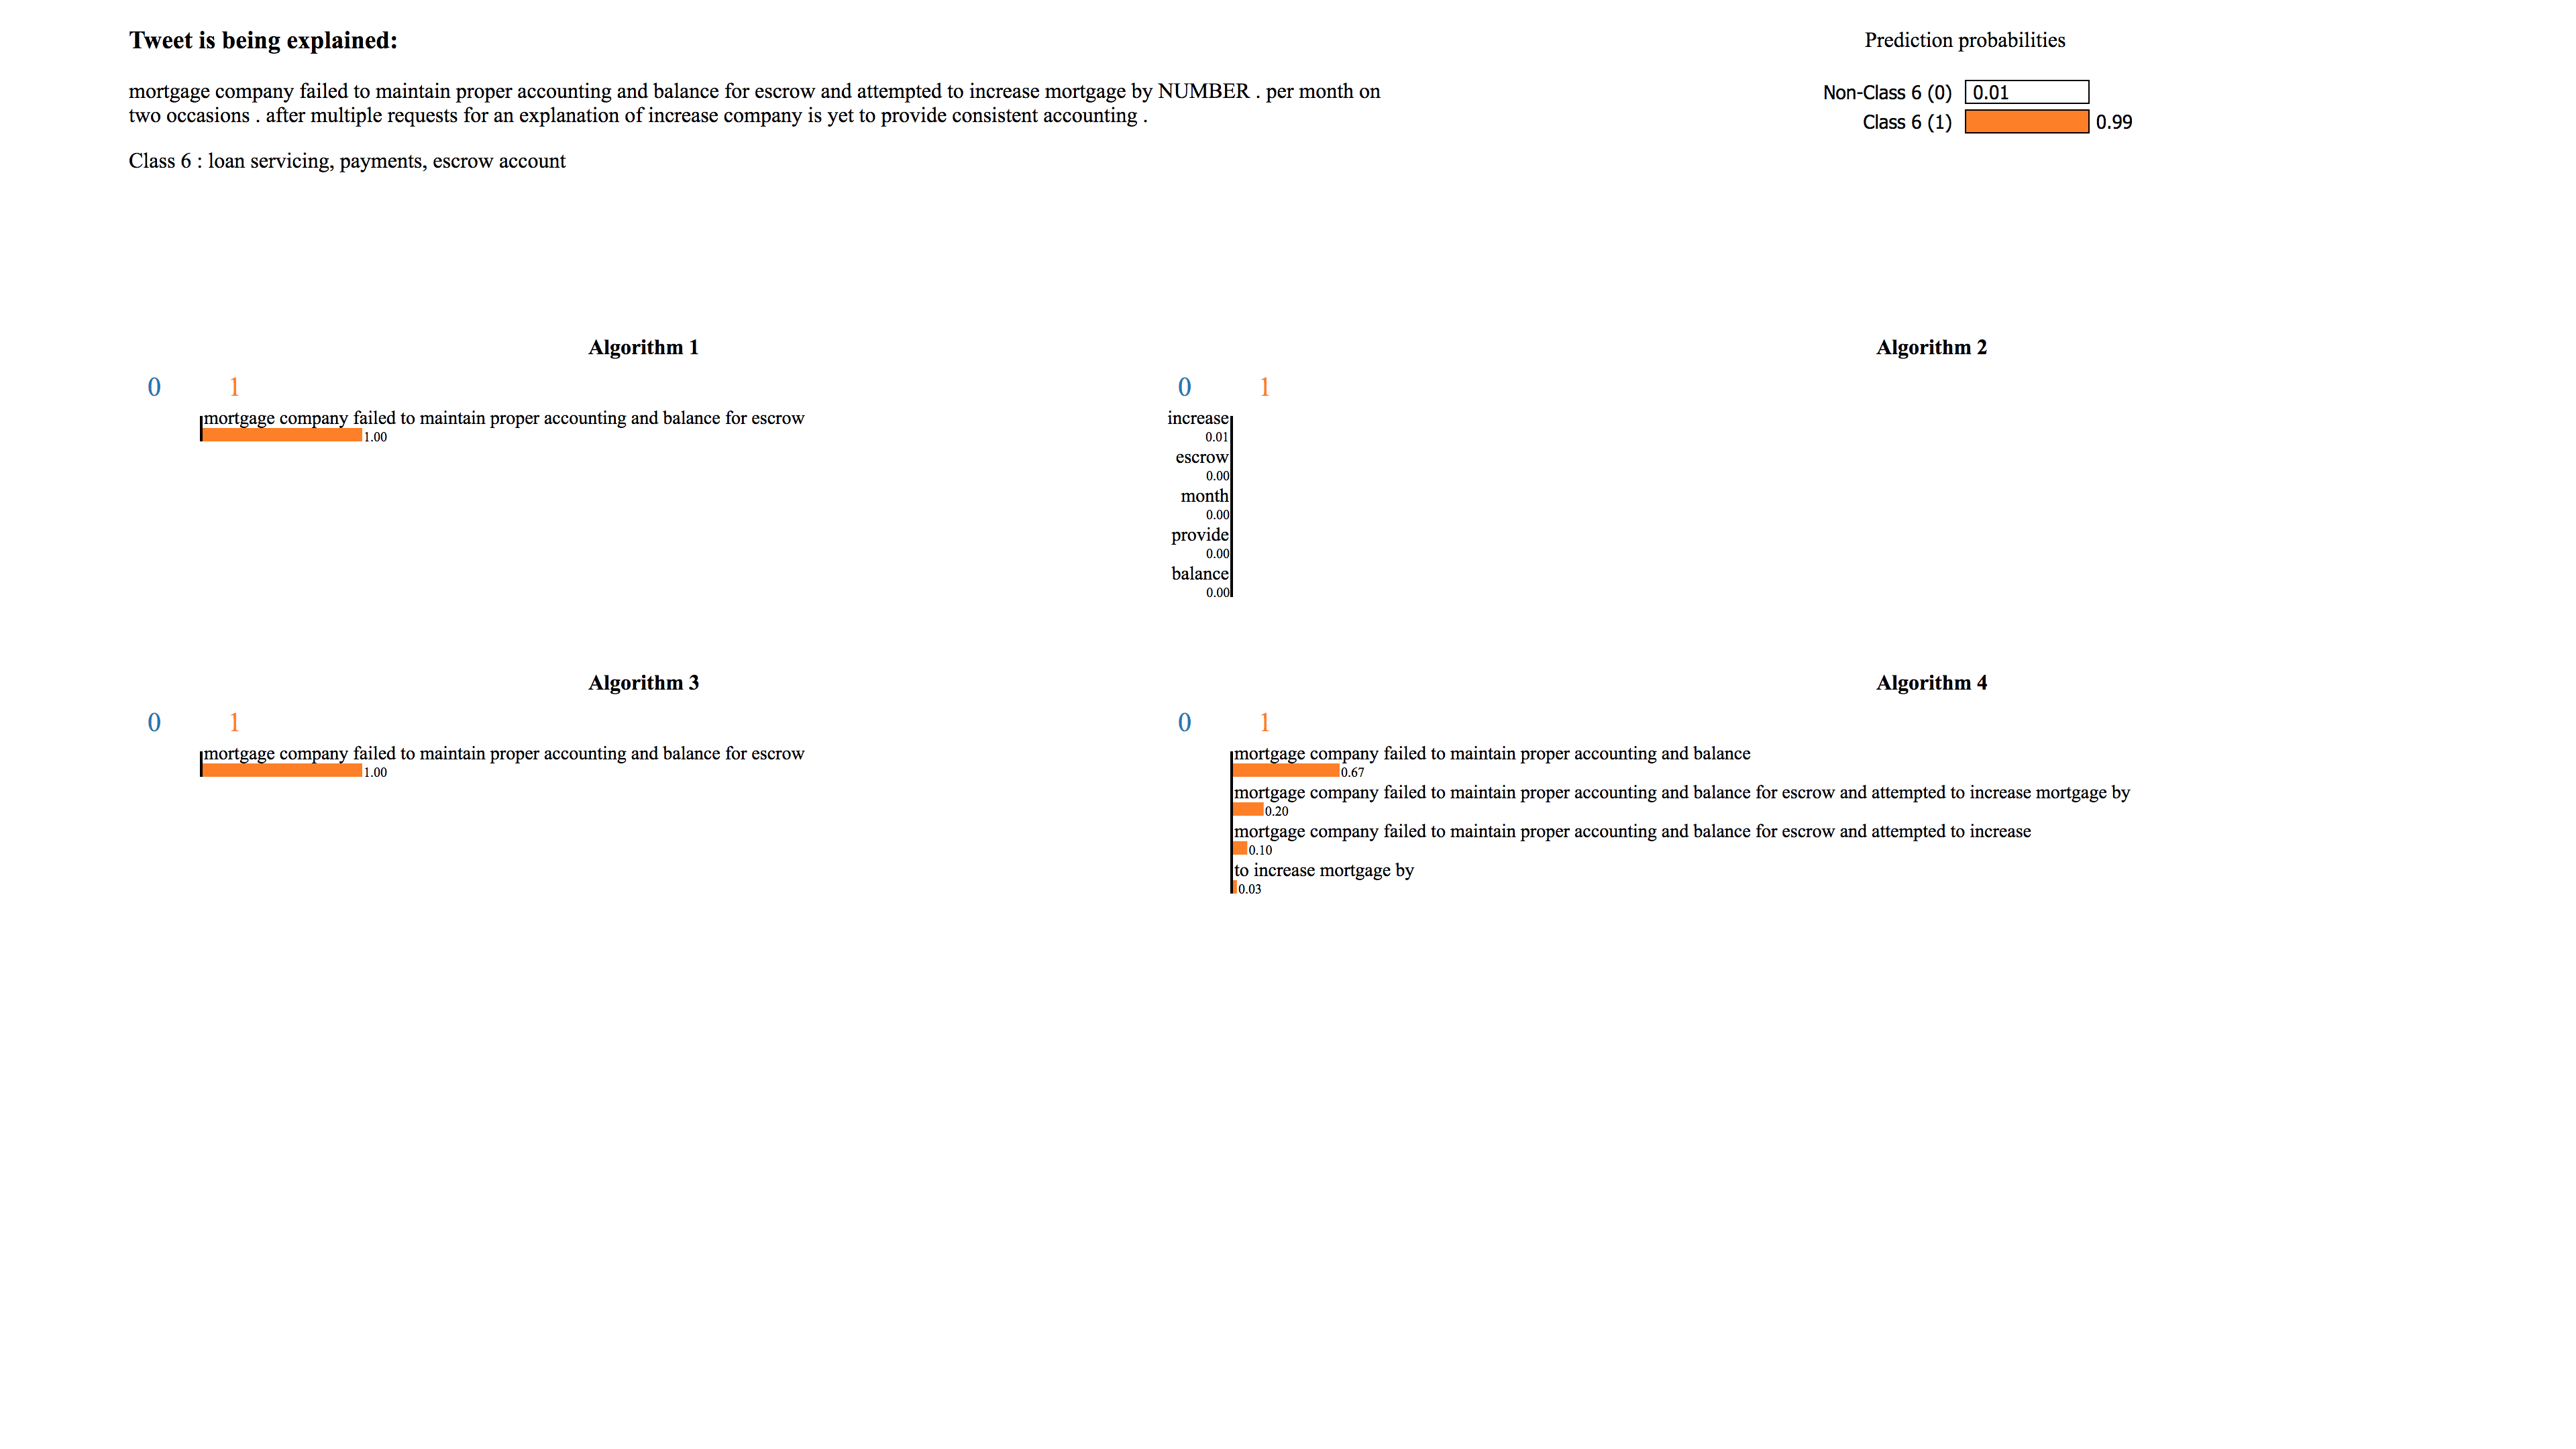 Tweet is being explained:
mortgage company failed to maintain proper accounting and balance for escrow and attempted to increase mortgage by NUMBER . per month on
two occasions . after multiple requests for an explanation of increase company is yet to provide consistent accounting .
Class 6 : loan servicing, payments, escrow account
Prediction probabilities
Non-Class 6 (0) 0.01
Class 6 (1) 0.99
Algorithm 1
0 1
mortgage company failed to maintain proper accounting and balance for escrow
1.00
Algorithm 2
0 1
increase
0.01
escrow
0.00
month
0.00
provide
0.00
balance
0.00
Algorithm 3
0 1
mortgage company failed to maintain proper accounting and balance for escrow
1.00
Algorithm 4
0 1
mortgage company failed to maintain proper accounting and balance
0.67
mortgage company failed to maintain proper accounting and balance for escrow and attempted to increase mortgage by
0.20
mortgage company failed to maintain proper accounting and balance for escrow and attempted to increase
0.10
to increase mortgage by
0.03